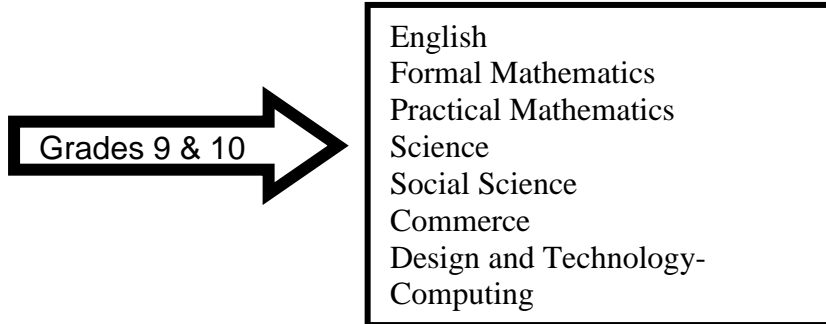 Grades 9 & 10
English
Formal Mathematics
Practical Mathematics
Science
Social Science
Commerce
Design and Technology-
Computing